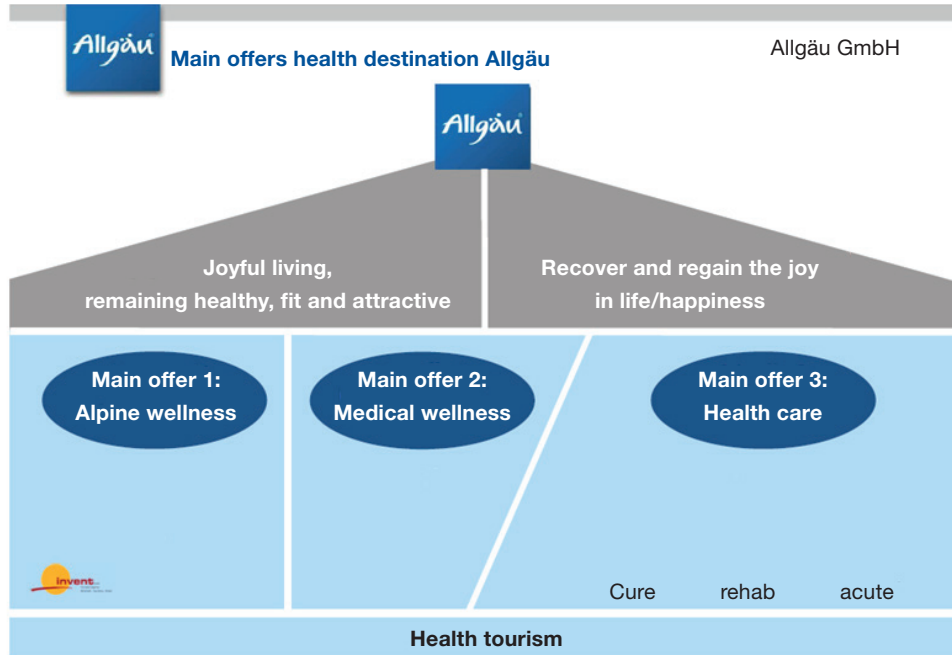 Allgäu
Main offers health destination Allgäu
Allgäu GmbH
Allgäu
Joyful living,
remaining healthy, fit and attractive
Recover and regain the joy
in life/happiness
Main offer 1:
Alpine wellness
Main offer 2:
Medical wellness
Main offer 3:
Health care
invent
Cure rehab acute
Health tourism